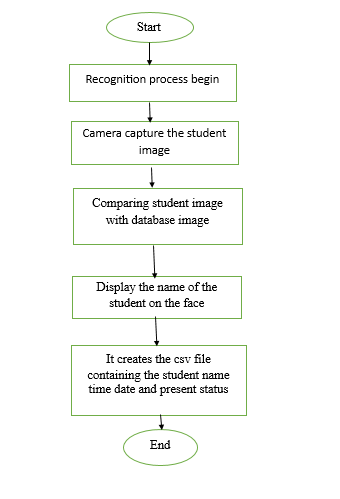 Start
Recognition process begin
Camera capture the student
image
Comparing student image
with database image
Display the name of the
student on the face
It creates the csv file
containing the student name
time date and present status
End